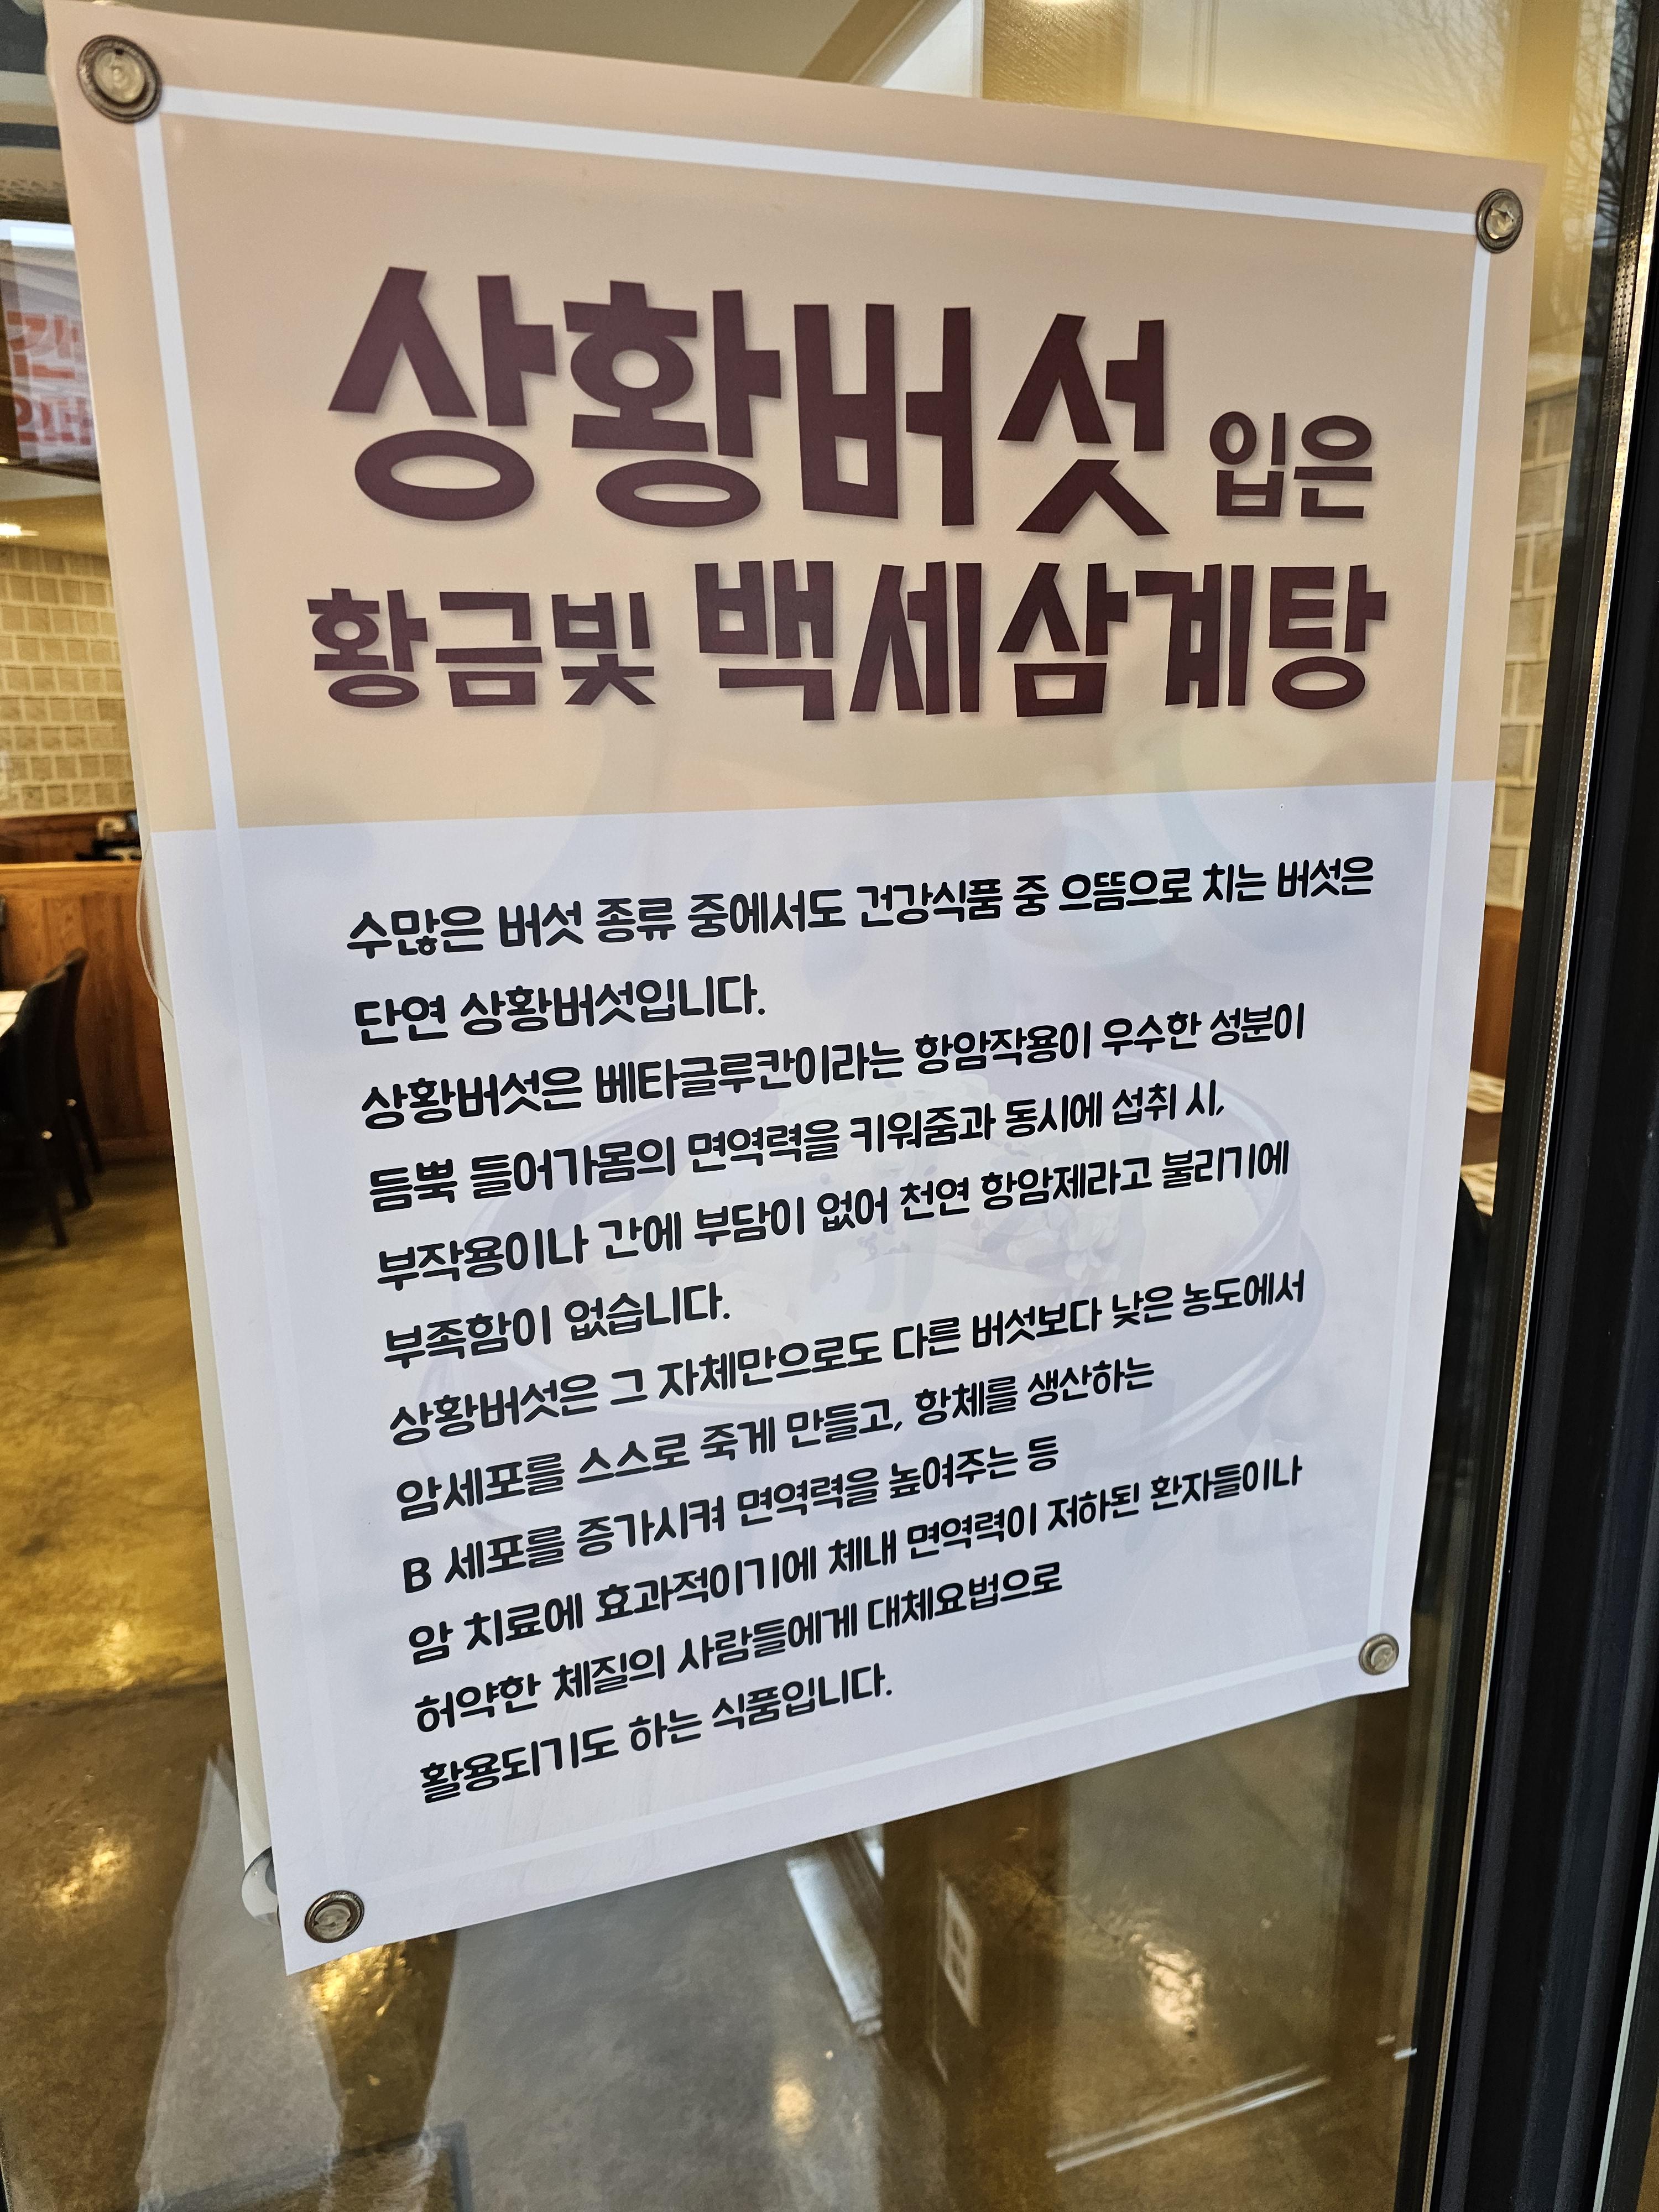 상황버섯 입은
황금빛 백세삼계탕
수많은 버섯 종류 중에서도 건강식품 중 으뜸으로 치는 버섯은
단연 상황버섯입니다.
상황버섯은 베타글루칸이라는 항암작용이 우수한 성분이
듬뿍 들어가몸의 면역력을 키워줌과 동시에 섭취 시,
부작용이나 간에 부담이 없어 천연 항암제라고 불리기에
부족함이 없습니다.
상황버섯은 그 자체만으로도 다른 버섯보다 낮은 농도에서
암세포를 스스로 죽게 만들고, 항체를 생산하는
B 세포를 증가시켜 면역력을 높여주는 등
암 치료에 효과적이기에 체내 면역력이 저하된 환자들이나
허약한 체질의 사람들에게 대체요법으로
활용되기도 하는 식품입니다.